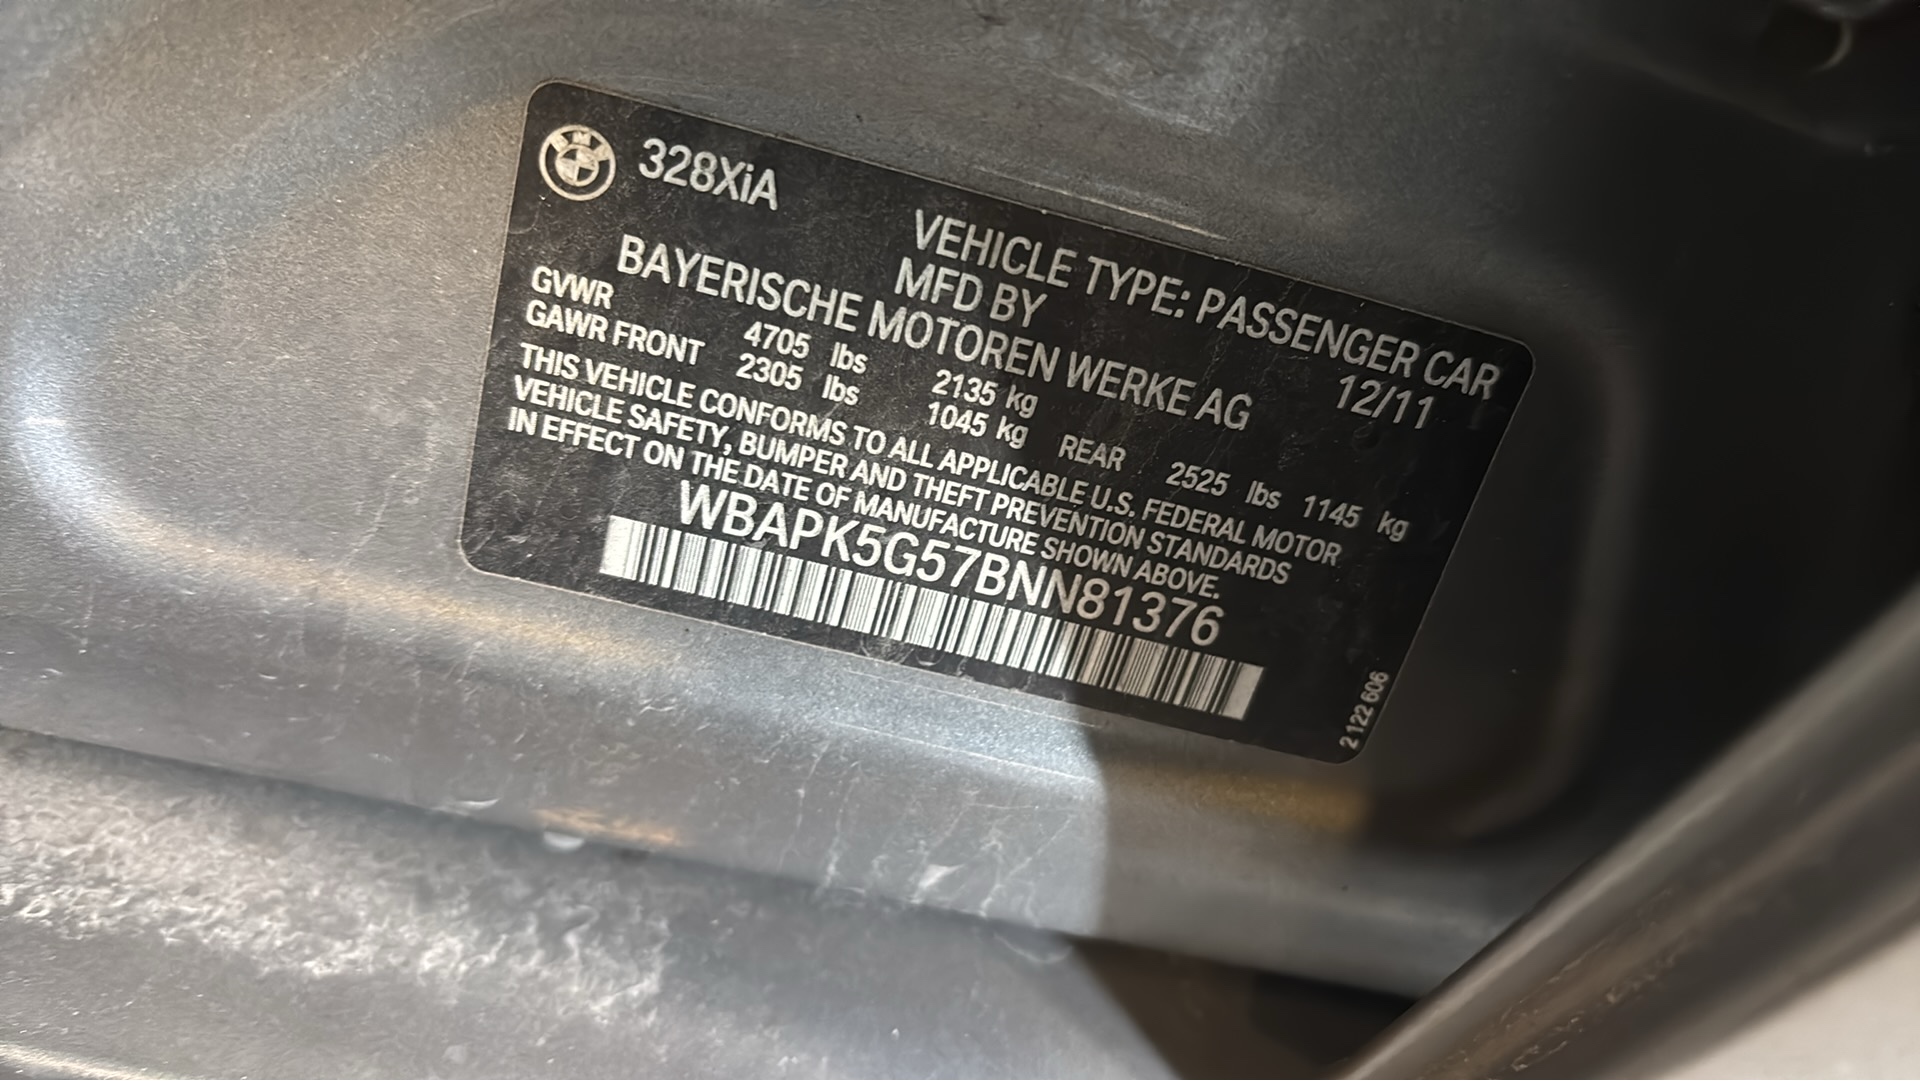 BMW 328XiA
VEHICLE TYPE: PASSENGER CAR
MFD BY 12/11
BAYERISCHE MOTOREN WERKE AG
GVWR 4705 lbs 2135 kg
GAWR FRONT 2305 lbs 1045 kg REAR 2525 lbs 1145 kg
THIS VEHICLE CONFORMS TO ALL APPLICABLE U.S. FEDERAL MOTOR
VEHICLE SAFETY, BUMPER AND THEFT PREVENTION STANDARDS
IN EFFECT ON THE DATE OF MANUFACTURE SHOWN ABOVE.
WBAPK5G57BNN81376
2 122 606